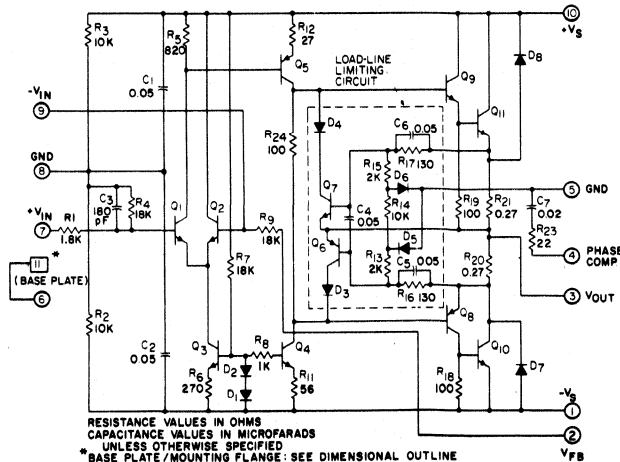 R3
10K
R5
820
R12
27
10
+VS
Q5
LOAD-LINE
LIMITING
CIRCUIT
Q9
D8
C1
0.05
-VIN
9
Q11
R24
100
D4
C6
0.05
R15
2K
R17 130
GND
8
D6
5
GND
C3
180
pF
R4
18K
Q1
Q2
Q7
R14
10K
R19
100
R21
0.27
C7
0.02
+VIN
7
R1
1.8K
R9
18K
C4
0.05
Q6
D5
R23
22
11
*
(BASE PLATE)
6
R7
18K
R13
2K
C5
0.05
R20
0.27
4
PHASE
COMP.
D3
R16 130
3
VOUT
R2
10K
Q8
C2
0.05
Q3
R8
1K
Q4
Q10
D7
R6
270
D2
D1
R11
56
R18
100
-VS
1
RESISTANCE VALUES IN OHMS
CAPACITANCE VALUES IN MICROFARADS
UNLESS OTHERWISE SPECIFIED
2
VFB
*BASE PLATE/MOUNTING FLANGE: SEE DIMENSIONAL OUTLINE